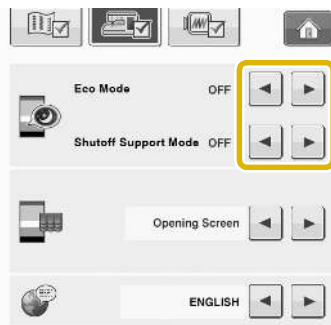 Eco Mode OFF
Shutoff Support Mode OFF
Opening Screen
ENGLISH